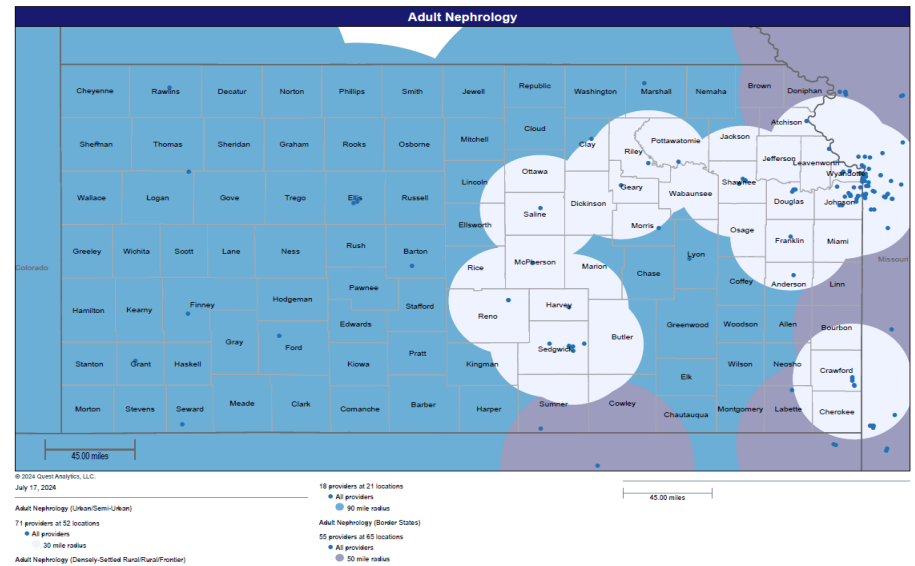 Adult Nephrology
Cheyenne Rawlins Decatur Norton Phillips Smith Jewell Republic Washington Marshall Nemaha Brown Doniphan
Atchison
Sherman Thomas Sheridan Graham Rooks Osborne Mitchell Cloud Clay Riley Pottawatomie Jackson
Jefferson Leavenworth
Wyandotte
Wallace Logan Gove Trego Ellis Russell Lincoln Ottawa Dickinson Geary Wabaunsee Shawnee Douglas Johnson
Saline
Ellsworth Morris Osage Franklin Miami
Greeley Wichita Scott Lane Ness Rush Barton Rice McPherson Marion Chase Lyon Coffey Anderson Linn
Colorado Missouri
Hamilton Kearny Finney Hodgeman Pawnee Stafford Reno Harvey
Gray Ford Edwards Pratt Sedgwick Butler Greenwood Woodson Allen Bourbon
Stanton Grant Haskell Kiowa Kingman Elk Wilson Neosho Crawford
Morton Stevens Seward Meade Clark Comanche Barber Harper Sumner Cowley Chautauqua Montgomery Labette Cherokee
45.00 miles
© 2024 Quest Analytics, LLC.
July 17, 2024
Adult Nephrology (Urban/Semi-Urban)
71 providers at 52 locations
All providers
30 mile radius
Adult Nephrology (Densely-Settled Rural/Rural/Frontier)
18 providers at 21 locations
All providers
90 mile radius
Adult Nephrology (Border States)
55 providers at 65 locations
All providers
50 mile radius
45.00 miles